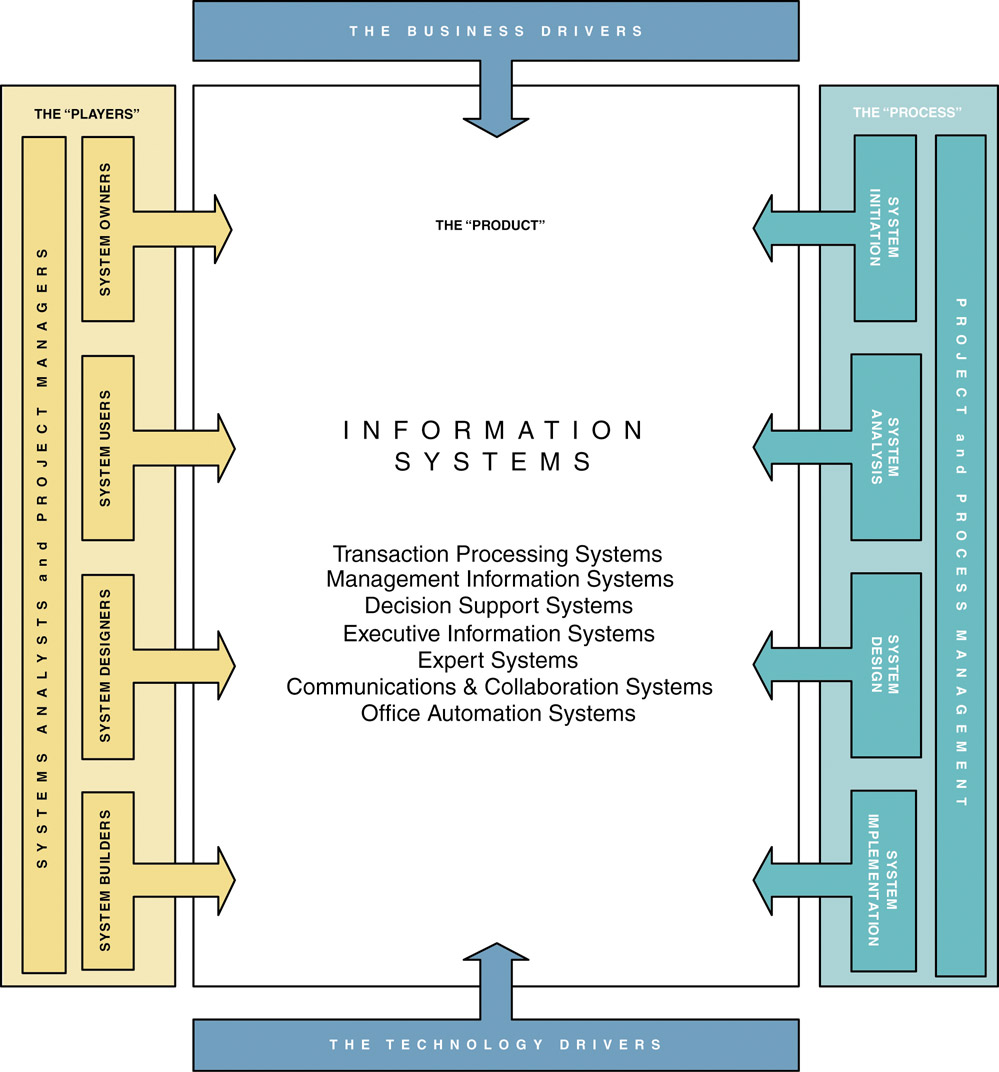 THE BUSINESS DRIVERS
THE “PLAYERS”
SYSTEMS ANALYSTS and PROJECT MANAGERS
SYSTEM OWNERS
SYSTEM USERS
SYSTEM DESIGNERS
SYSTEM BUILDERS
THE “PRODUCT”
INFORMATION
SYSTEMS
Transaction Processing Systems
Management Information Systems
Decision Support Systems
Executive Information Systems
Expert Systems
Communications & Collaboration Systems
Office Automation Systems
THE “PROCESS”
SYSTEM
INITIATION
SYSTEM
ANALYSIS
SYSTEM
DESIGN
SYSTEM
IMPLEMENTATION
PROJECT and PROCESS MANAGEMENT
THE TECHNOLOGY DRIVERS